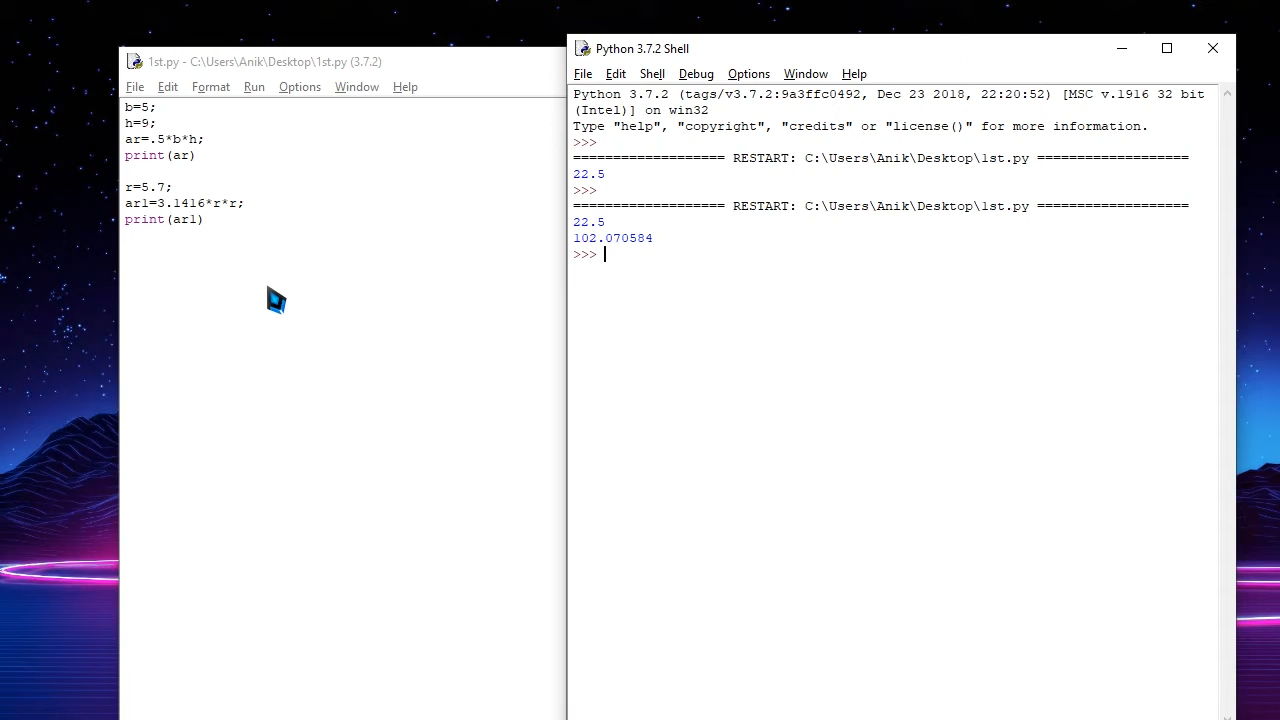 1st.py - C:\Users\Anik\Desktop\1st.py (3.7.2)
File Edit Format Run Options Window Help
b=5;
h=9;
ar=.5*b*h;
print(ar)
r=5.7;
ar1=3.1416*r*r;
print(ar1)
Python 3.7.2 Shell
File Edit Shell Debug Options Window Help
Python 3.7.2 (tags/v3.7.2:9a3ffc0492, Dec 23 2018, 22:20:52) [MSC v.1916 32 bit
(Intel)] on win32
Type "help", "copyright", "credits" or "license()" for more information.
>>>
=================== RESTART: C:\Users\Anik\Desktop\1st.py ===================
22.5
>>>
=================== RESTART: C:\Users\Anik\Desktop\1st.py ===================
22.5
102.070584
>>>